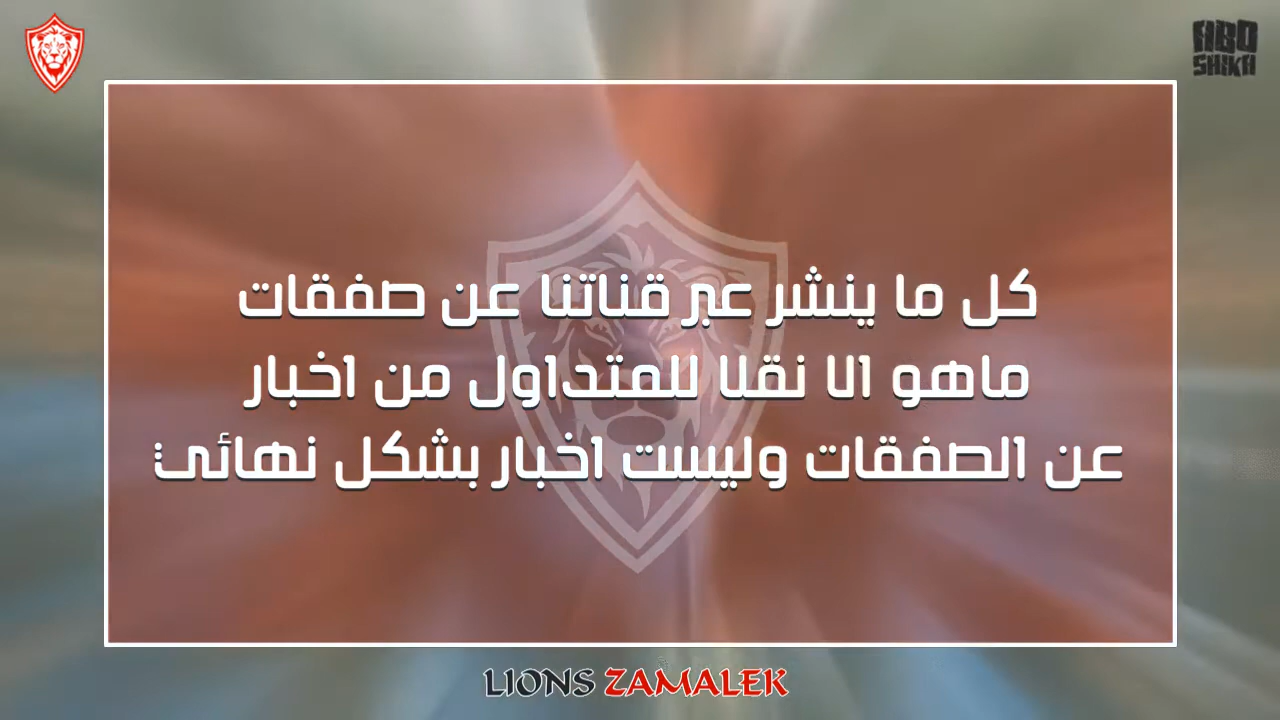 ABO
SHIKA
كل ما ينشر عبر قناتنا عن صفقات
ماهو الا نقلا للمتداول من اخبار
عن الصفقات وليست اخبار بشكل نهائي
LIONS ZAMALEK